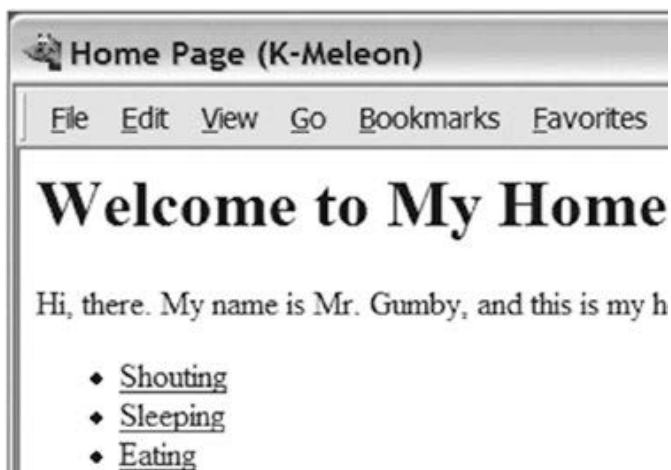 Home Page (K-Meleon)
File Edit View Go Bookmarks Favorites
Welcome to My Home
Hi, there. My name is Mr. Gumby, and this is my h
Shouting
Sleeping
Eating